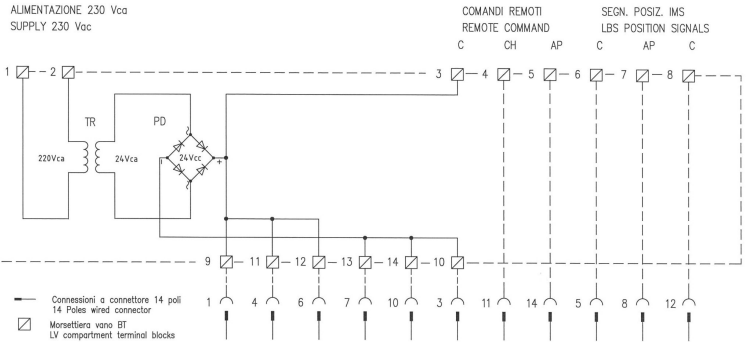 ALIMENTAZIONE 230 Vca
SUPPLY 230 Vac
COMANDI REMOTI
REMOTE COMMAND
SEGN. POSIZ. IMS
LBS POSITION SIGNALS
C CH AP C AP C
1 2 3 4 5 6 7 8
TR PD
220Vca 24Vca 24Vcc - +
9 11 12 13 14 10
1 4 6 7 10 3 11 14 5 8 12
Connessioni a connettore 14 poli
14 Poles wired connector
Morsettiera vano BT
LV compartment terminal blocks